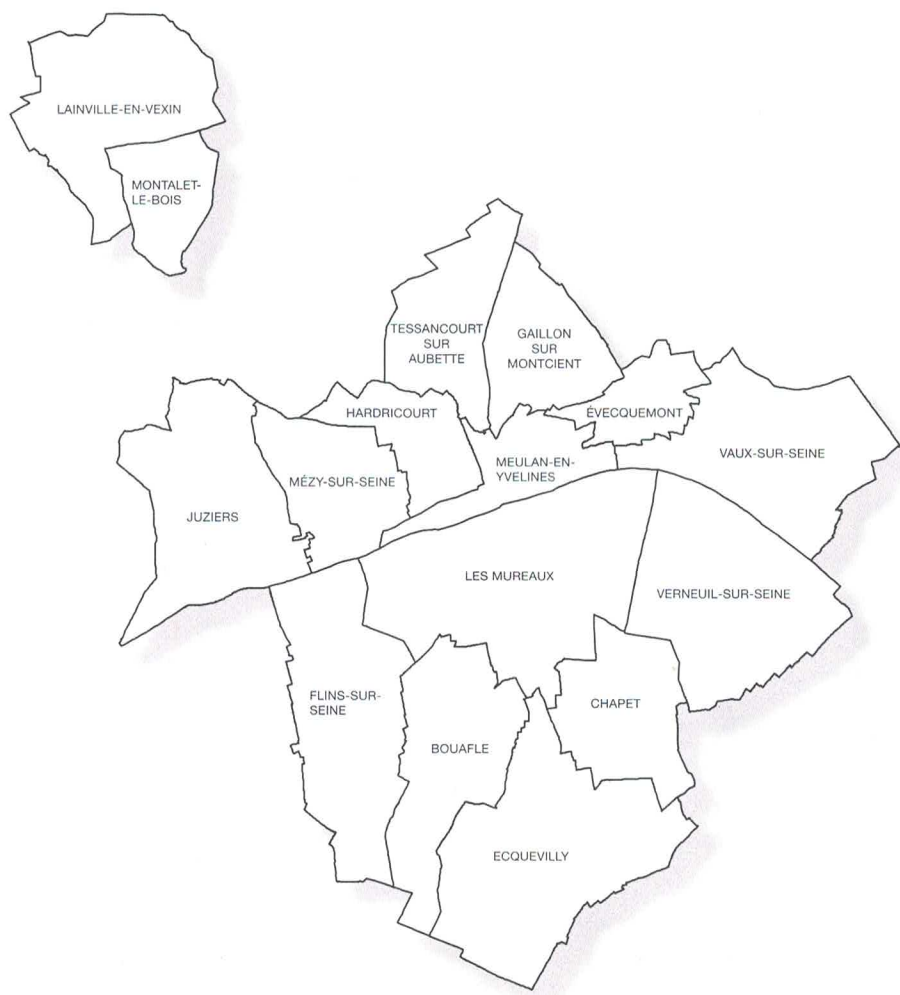 LAINVILLE-EN-VEXIN
MONTALET-
LE-BOIS
TESSANCOURT
SUR
AUBETTE
GAILLON
SUR
MONTCIENT
HARDRICOURT
ÉVECQUEMONT
MÉZY-SUR-SEINE
MEULAN-EN-
YVELINES
VAUX-SUR-SEINE
JUZIERS
LES MUREAUX
VERNEUIL-SUR-SEINE
FLINS-SUR-
SEINE
CHAPET
BOUAFLE
ECQUEVILLY